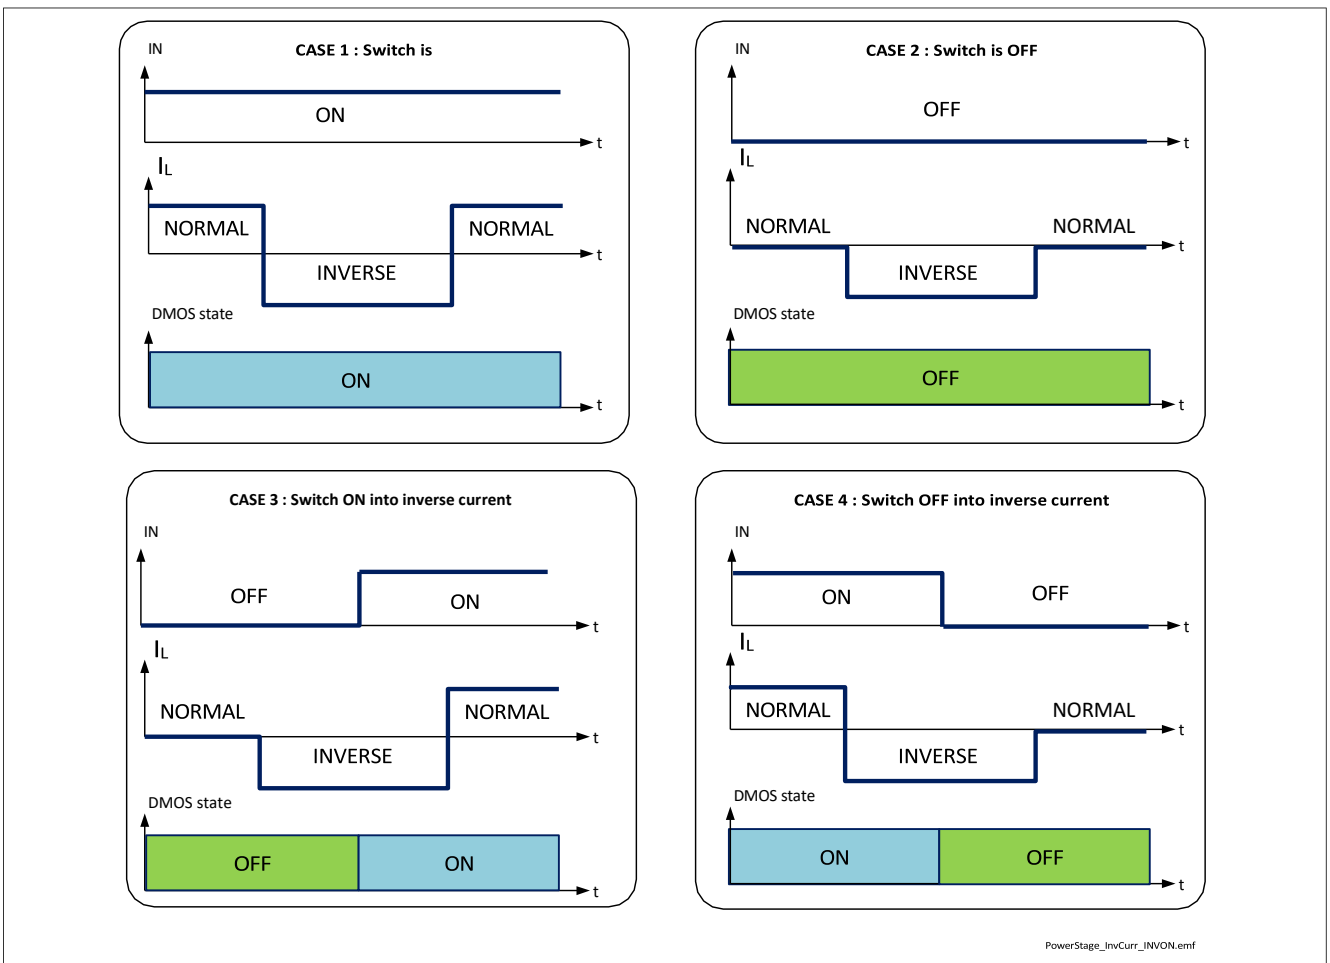 CASE 1 : Switch is
IN
ON
t
IL
NORMAL
NORMAL
t
INVERSE
DMOS state
ON
t
CASE 2 : Switch is OFF
IN
OFF
t
IL
NORMAL
NORMAL
t
INVERSE
DMOS state
OFF
t
CASE 3 : Switch ON into inverse current
IN
OFF
ON
t
IL
NORMAL
NORMAL
t
INVERSE
DMOS state
OFF
ON
t
CASE 4 : Switch OFF into inverse current
IN
ON
OFF
t
IL
NORMAL
NORMAL
t
INVERSE
DMOS state
ON
OFF
t
PowerStage_InvCurr_INVON.emf